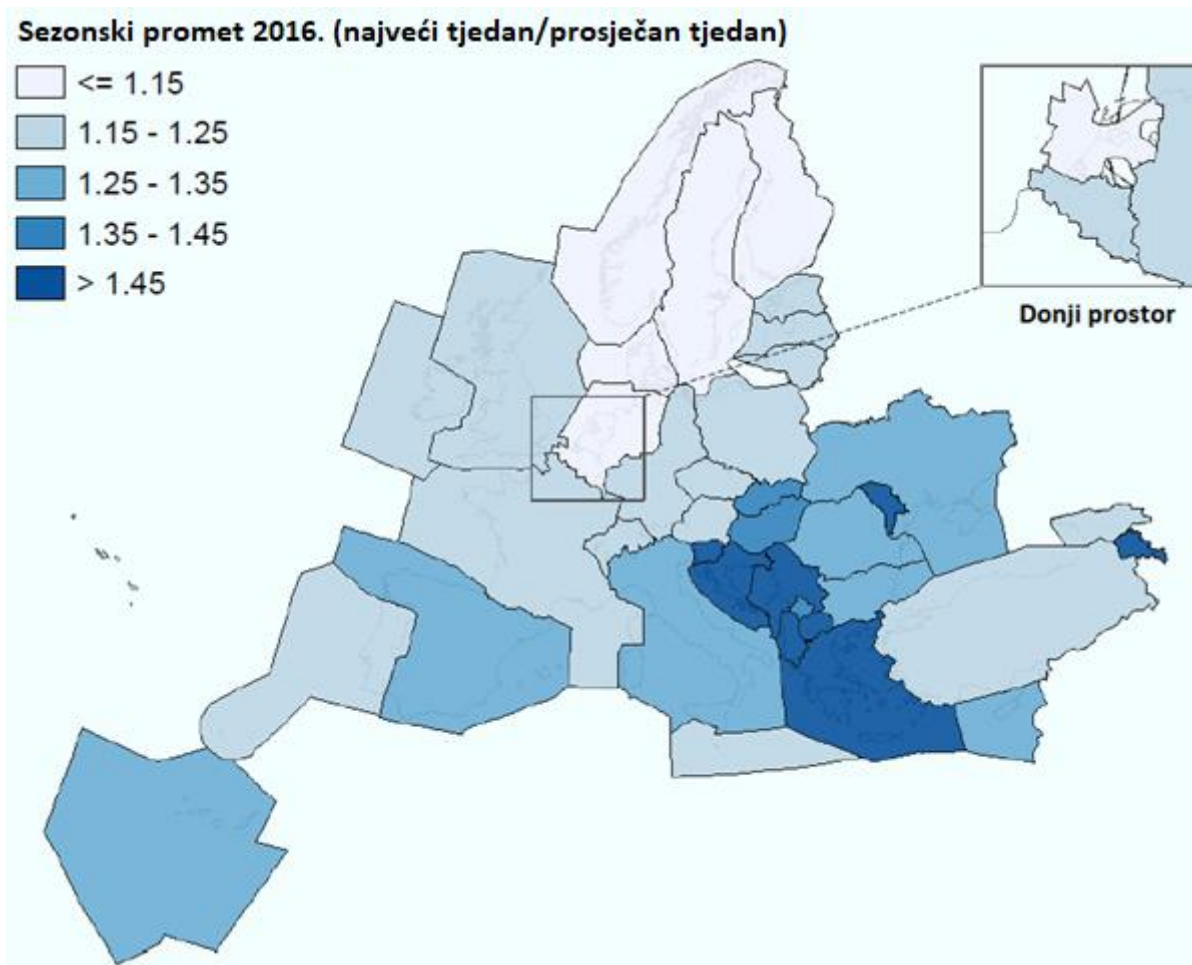 Sezonski promet 2016. (najveći tjedan/prosječan tjedan)
<= 1.15
1.15 - 1.25
1.25 - 1.35
1.35 - 1.45
> 1.45
Donji prostor